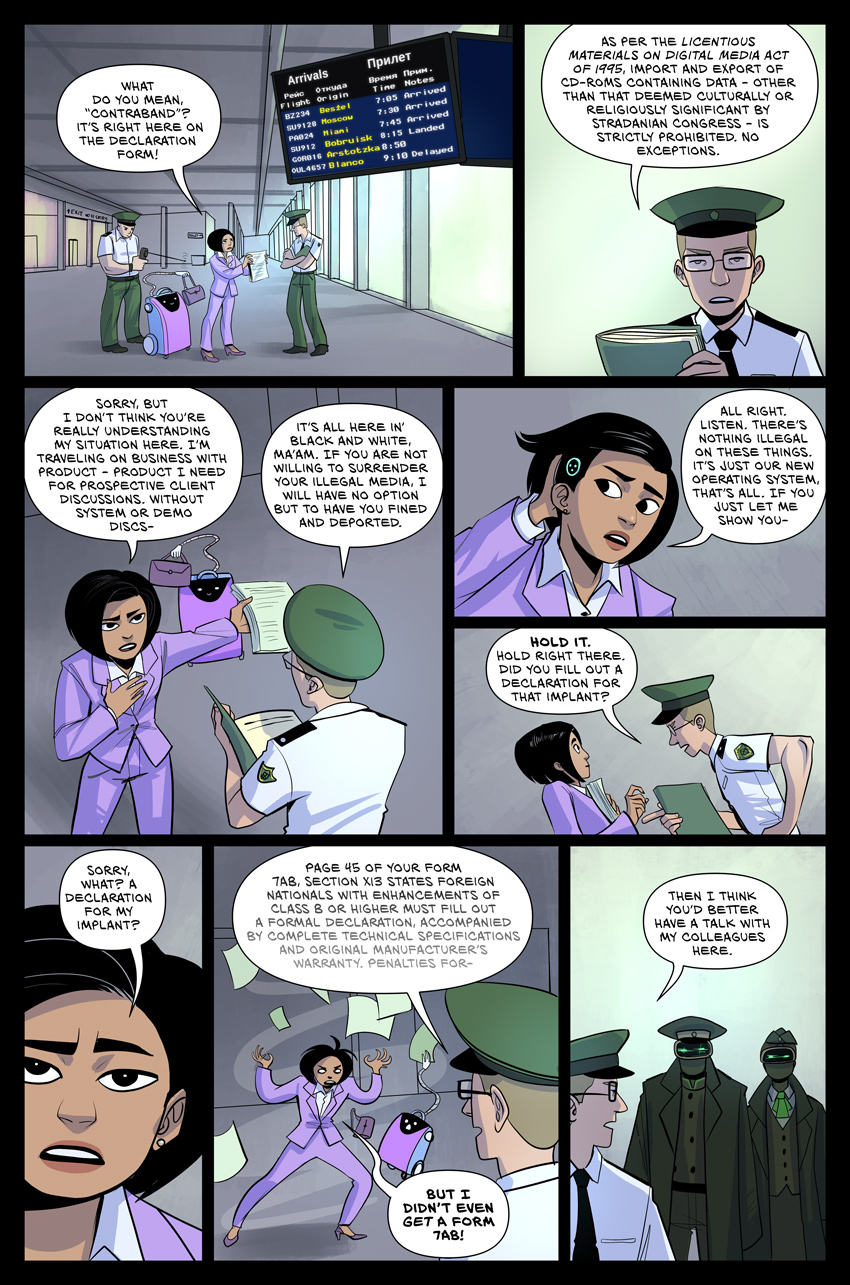 WHAT
DO YOU MEAN,
"CONTRABAND"?
IT'S RIGHT HERE ON
THE DECLARATION
FORM!
Arrivals Прилет
Рейс Откуда Время Прим.
Flight Origin Time Notes
BZ234 Besźel 7:05 Arrived
SU9128 Moscow 7:30 Arrived
PA024 Miami 7:45 Arrived
SU912 Bobruisk 8:15 Landed
GOR016 Arstotzka 8:50
OUL4657 Blanco 9:10 Delayed
AS PER THE LICENTIOUS
MATERIALS ON DIGITAL MEDIA ACT
OF 1995, IMPORT AND EXPORT OF
CD-ROMS CONTAINING DATA - OTHER
THAN THAT DEEMED CULTURALLY OR
RELIGIOUSLY SIGNIFICANT BY
STRADANIAN CONGRESS - IS
STRICTLY PROHIBITED. NO
EXCEPTIONS.
SORRY, BUT
I DON'T THINK YOU'RE
REALLY UNDERSTANDING
MY SITUATION HERE. I'M
TRAVELING ON BUSINESS WITH
PRODUCT - PRODUCT I NEED
FOR PROSPECTIVE CLIENT
DISCUSSIONS. WITHOUT
SYSTEM OR DEMO
DISCS-
IT'S ALL HERE IN'
BLACK AND WHITE,
MA'AM. IF YOU ARE NOT
WILLING TO SURRENDER
YOUR ILLEGAL MEDIA, I
WILL HAVE NO OPTION
BUT TO HAVE YOU FINED
AND DEPORTED.
ALL RIGHT.
LISTEN. THERE'S
NOTHING ILLEGAL
ON THESE THINGS.
IT'S JUST OUR NEW
OPERATING SYSTEM,
THAT'S ALL. IF YOU
JUST LET ME
SHOW YOU-
HOLD IT.
HOLD RIGHT THERE.
DID YOU FILL OUT A
DECLARATION FOR
THAT IMPLANT?
SORRY,
WHAT? A
DECLARATION
FOR MY
IMPLANT?
PAGE 45 OF YOUR FORM
7AB, SECTION XI3 STATES FOREIGN
NATIONALS WITH ENHANCEMENTS OF
CLASS B OR HIGHER MUST FILL OUT
A FORMAL DECLARATION, ACCOMPANIED
BY COMPLETE TECHNICAL SPECIFICATIONS
AND ORIGINAL MANUFACTURER'S
WARRANTY. PENALTIES FOR-
BUT I
DIDN'T EVEN
GET A FORM
7AB!
THEN I THINK
YOU'D BETTER
HAVE A TALK WITH
MY COLLEAGUES
HERE.